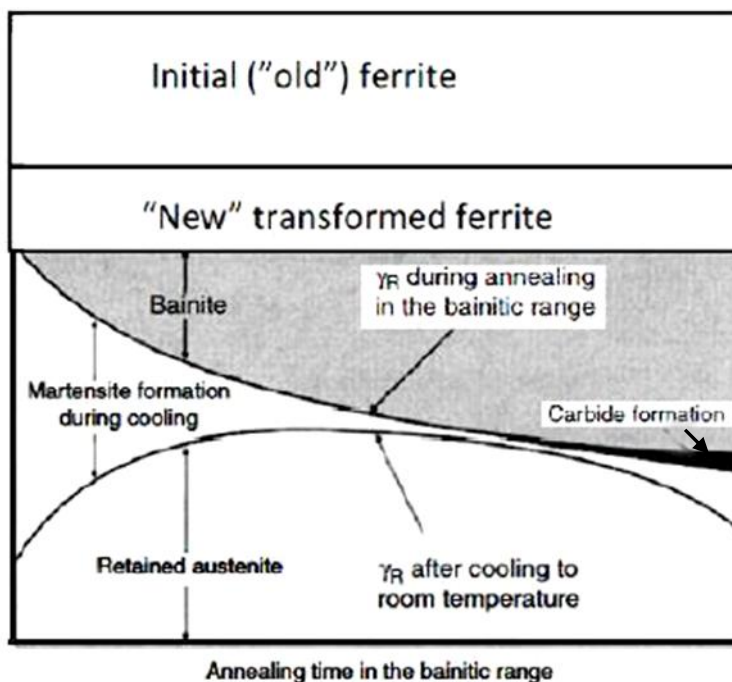 Initial ("old") ferrite
"New" transformed ferrite
γR during annealing
in the bainitic range
Bainite
Martensite formation
during cooling
Carbide formation
Retained austenite
γR after cooling to
room temperature
Annealing time in the bainitic range